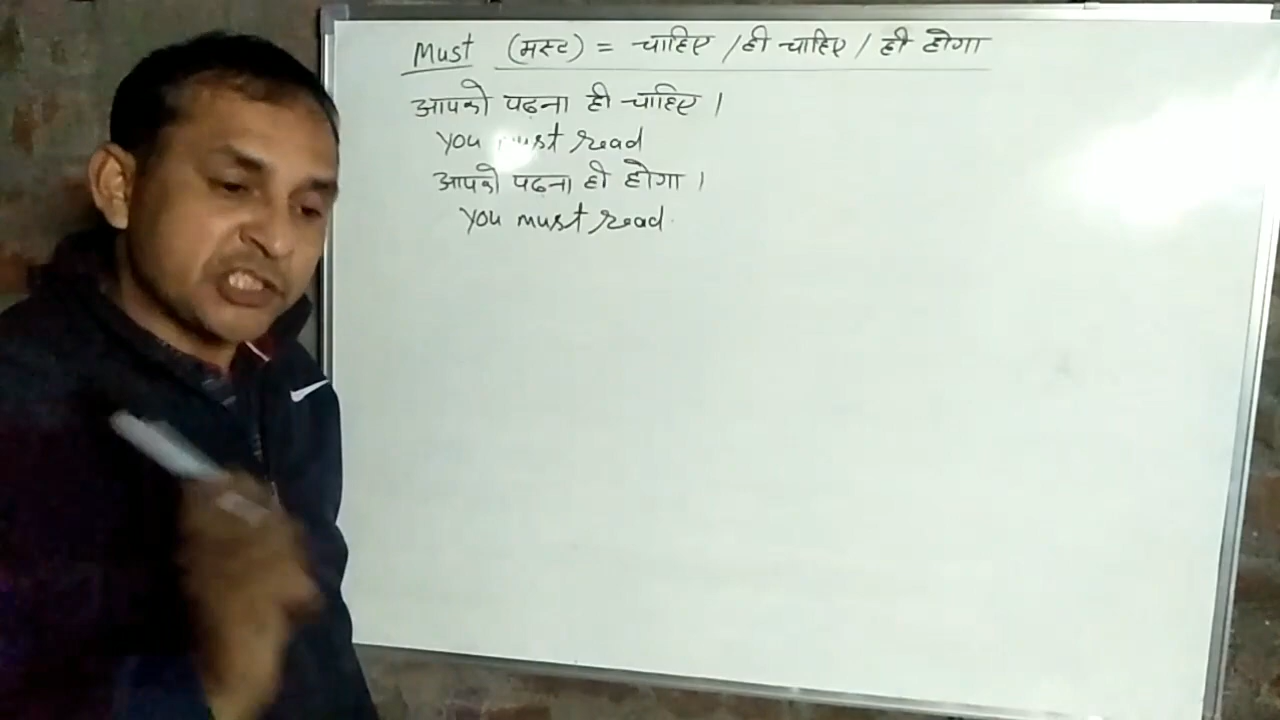 Must (मस्ट) = चाहिए / ही चाहिए / ही होगा
आपको पढ़ना ही चाहिए।
You must read
आपको पढ़ना ही होगा।
You must read.